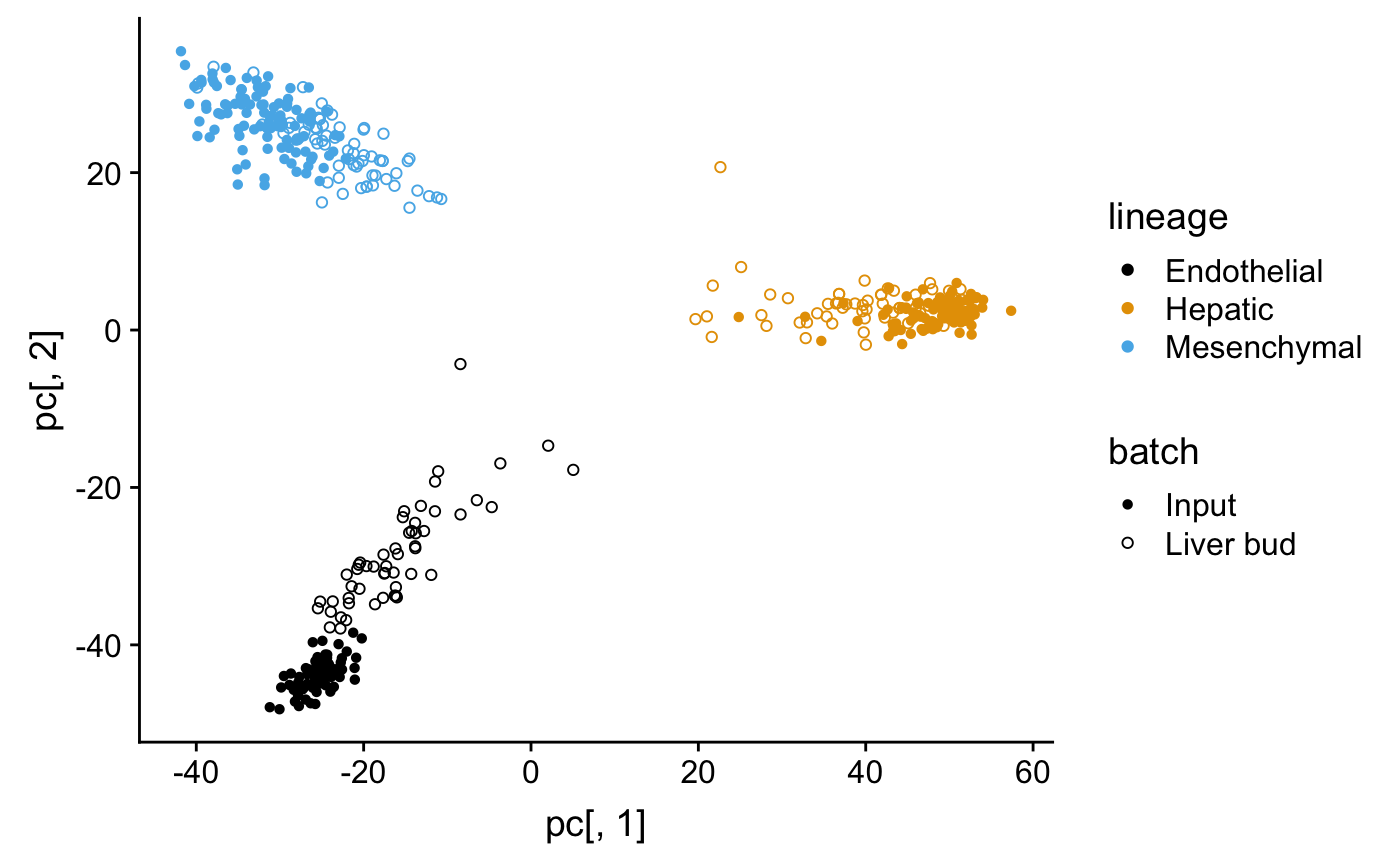 20
0
-20
-40
pc[, 2]
-40 -20 0 20 40 60
pc[, 1]
lineage
Endothelial
Hepatic
Mesenchymal
batch
Input
Liver bud